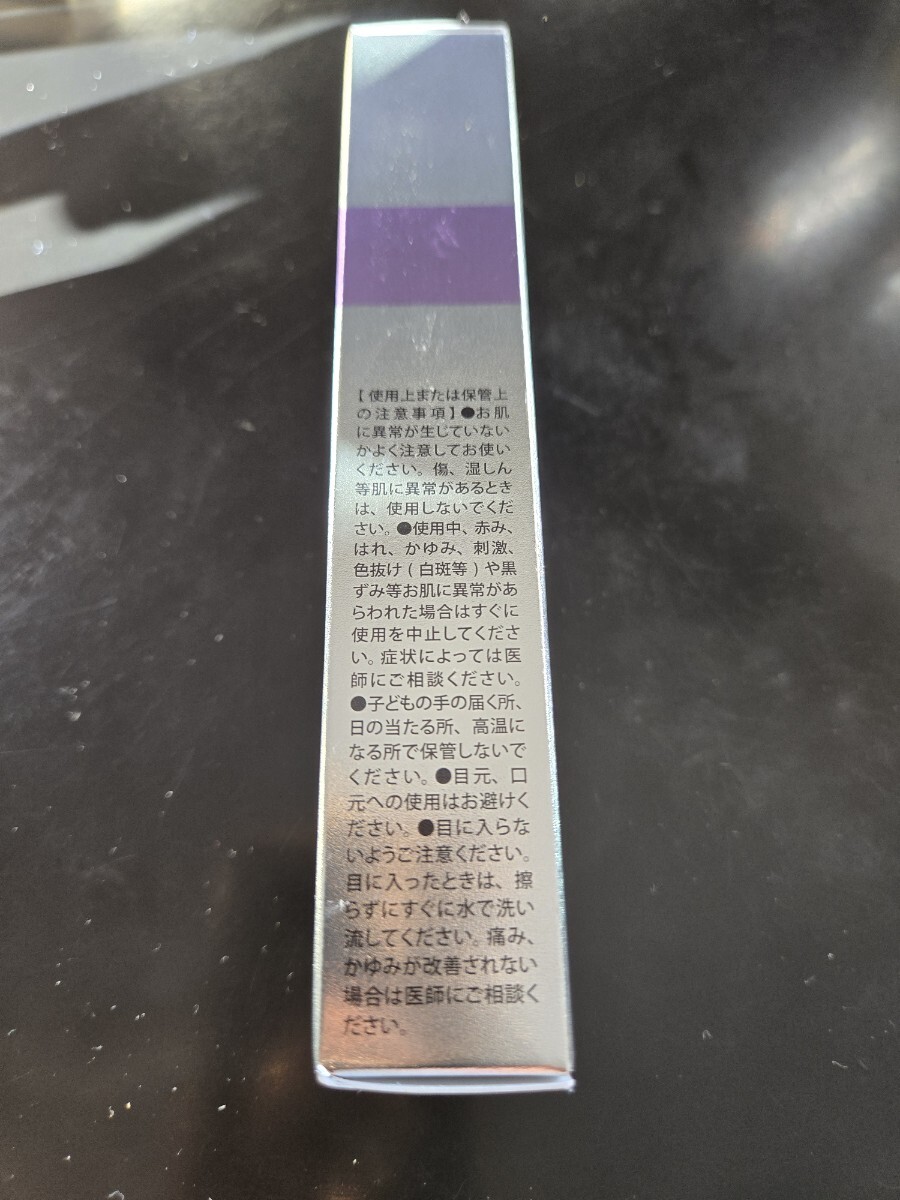 【使用上または保管上
の注意事項】●お肌
に異常が生じていない
かよく注意してお使い
ください。傷、湿しん
等肌に異常があるとき
は、使用しないでくだ
さい。●使用中、赤み、
はれ、かゆみ、刺激、
色抜け(白斑等)や黒
ずみ等お肌に異常があ
らわれた場合はすぐに
使用を中止してくださ
い。症状によっては医
師にご相談ください。
●子どもの手の届く所、
日の当たる所、高温に
なる所で保管しないで
ください。●目元、口
元への使用はお避けく
ださい。●目に入らな
いようご注意ください。
目に入ったときは、擦
らずにすぐに水で洗い
流してください。痛み、
かゆみが改善されない
場合は医師にご相談く
ださい。